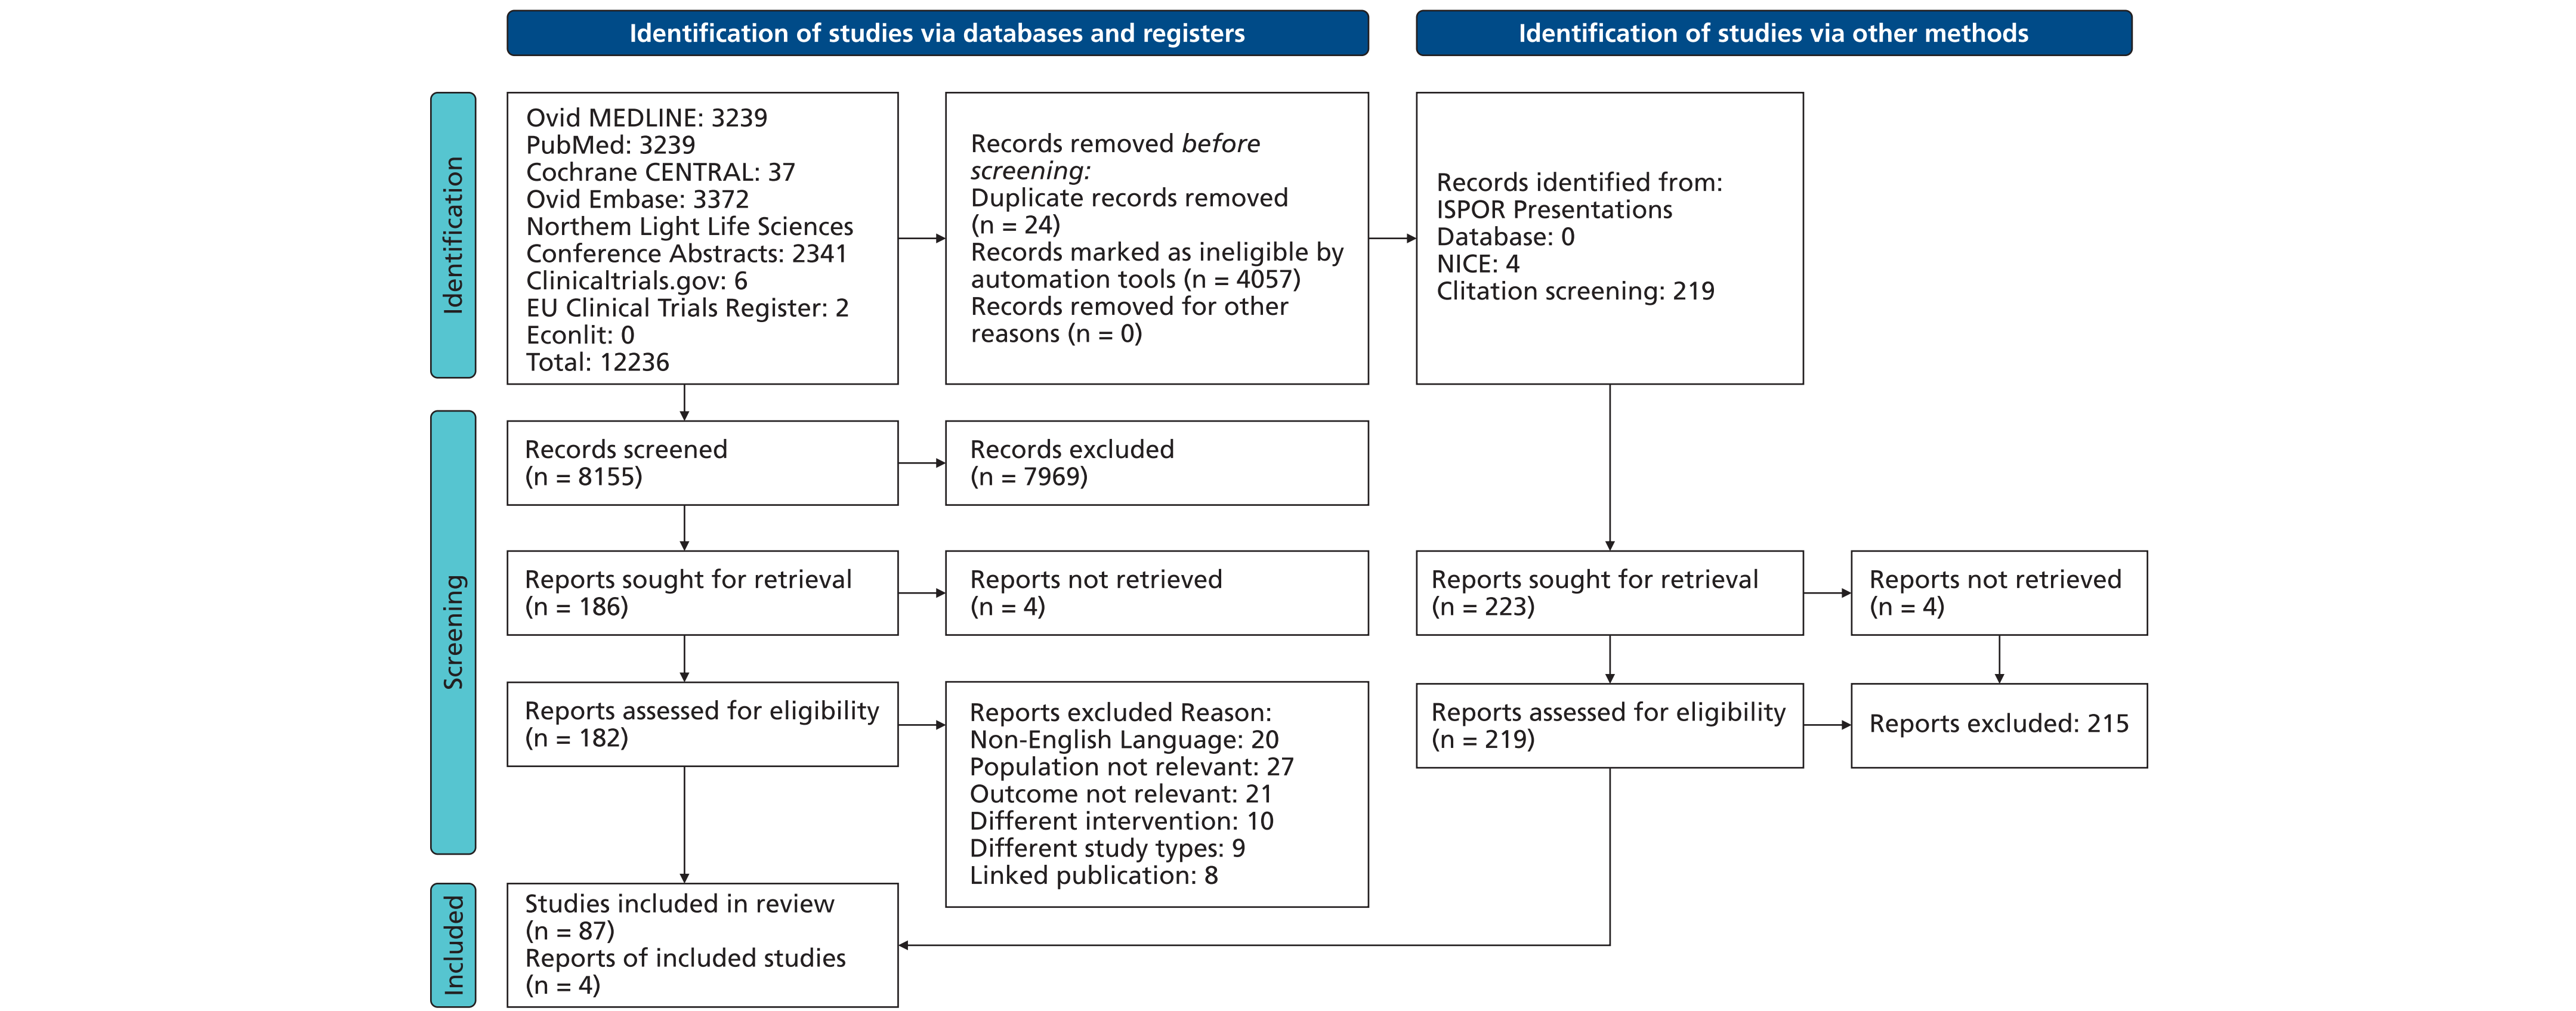 Identification of studies via databases and registers
Identification of studies via other methods
Identification
Ovid MEDLINE: 3239
PubMed: 3239
Cochrane CENTRAL: 37
Ovid Embase: 3372
Northem Light Life Sciences
Conference Abstracts: 2341
Clinicaltrials.gov: 6
EU Clinical Trials Register: 2
Econlit: 0
Total: 12236
Records removed before
screening:
Duplicate records removed
(n = 24)
Records marked as ineligible by
automation tools (n = 4057)
Records removed for other
reasons (n = 0)
Records identified from:
ISPOR Presentations
Database: 0
NICE: 4
Clitation screening: 219
Screening
Records screened
(n = 8155)
Records excluded
(n = 7969)
Reports sought for retrieval
(n = 186)
Reports not retrieved
(n = 4)
Reports sought for retrieval
(n = 223)
Reports not retrieved
(n = 4)
Reports assessed for eligibility
(n = 182)
Reports excluded Reason:
Non-English Language: 20
Population not relevant: 27
Outcome not relevant: 21
Different intervention: 10
Different study types: 9
Linked publication: 8
Reports assessed for eligibility
(n = 219)
Reports excluded: 215
Included
Studies included in review
(n = 87)
Reports of included studies
(n = 4)